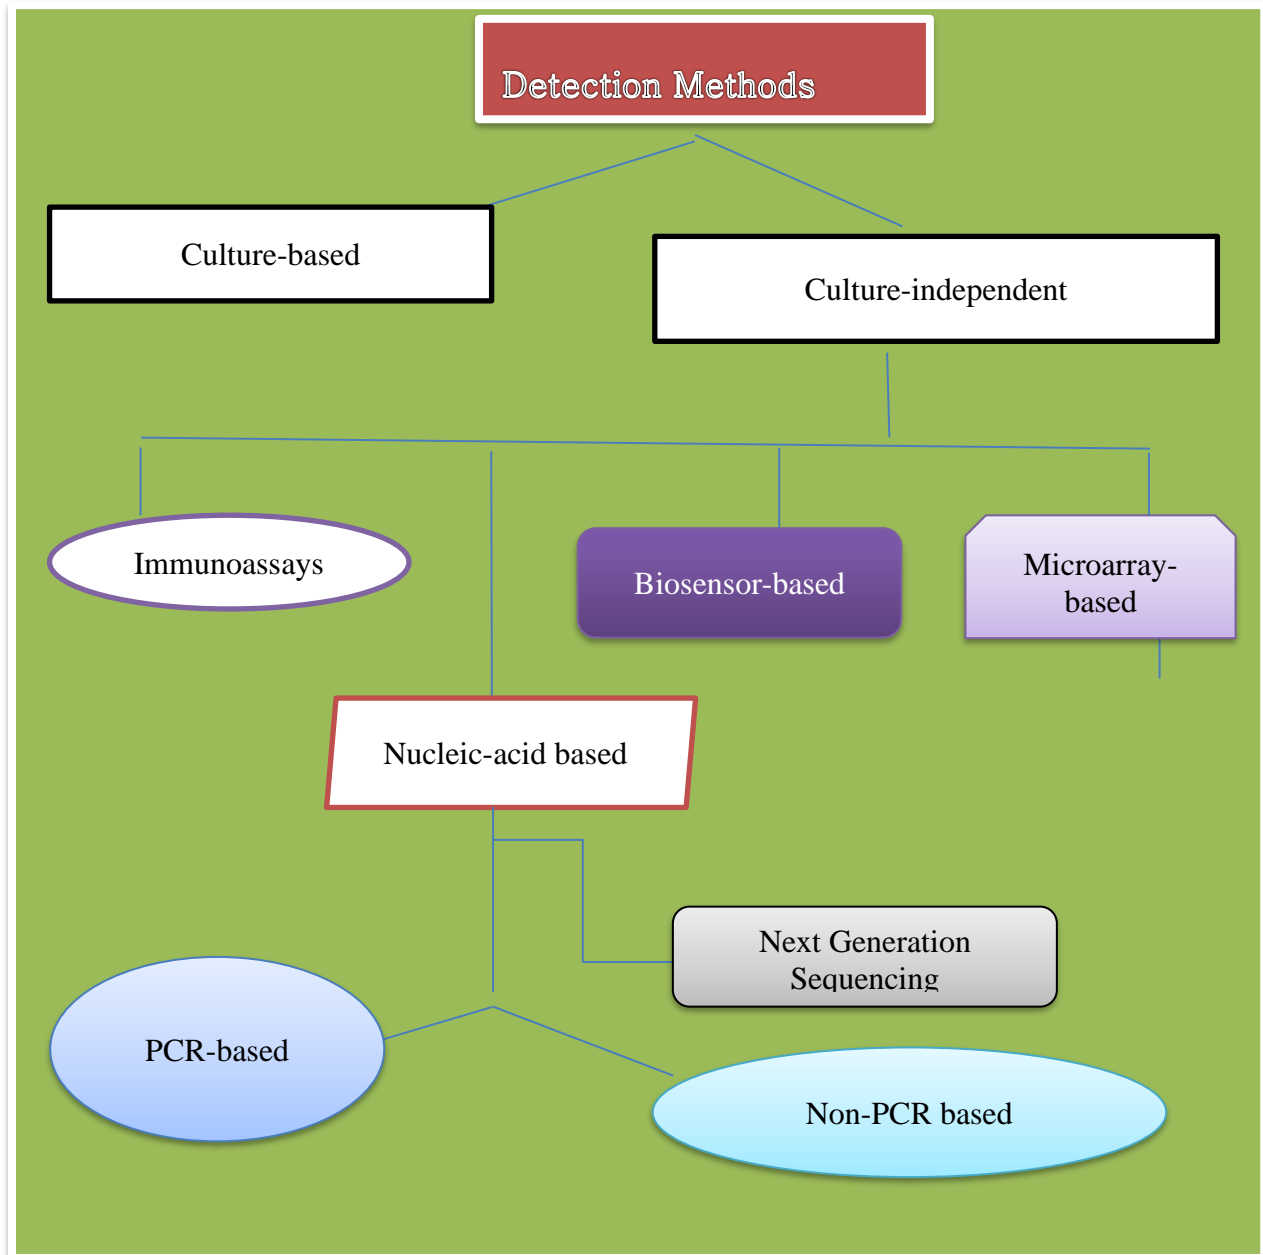 Detection Methods
Culture-based
Culture-independent
Immunoassays
Biosensor-based
Microarray-
based
Nucleic-acid based
Next Generation
Sequencing
PCR-based
Non-PCR based